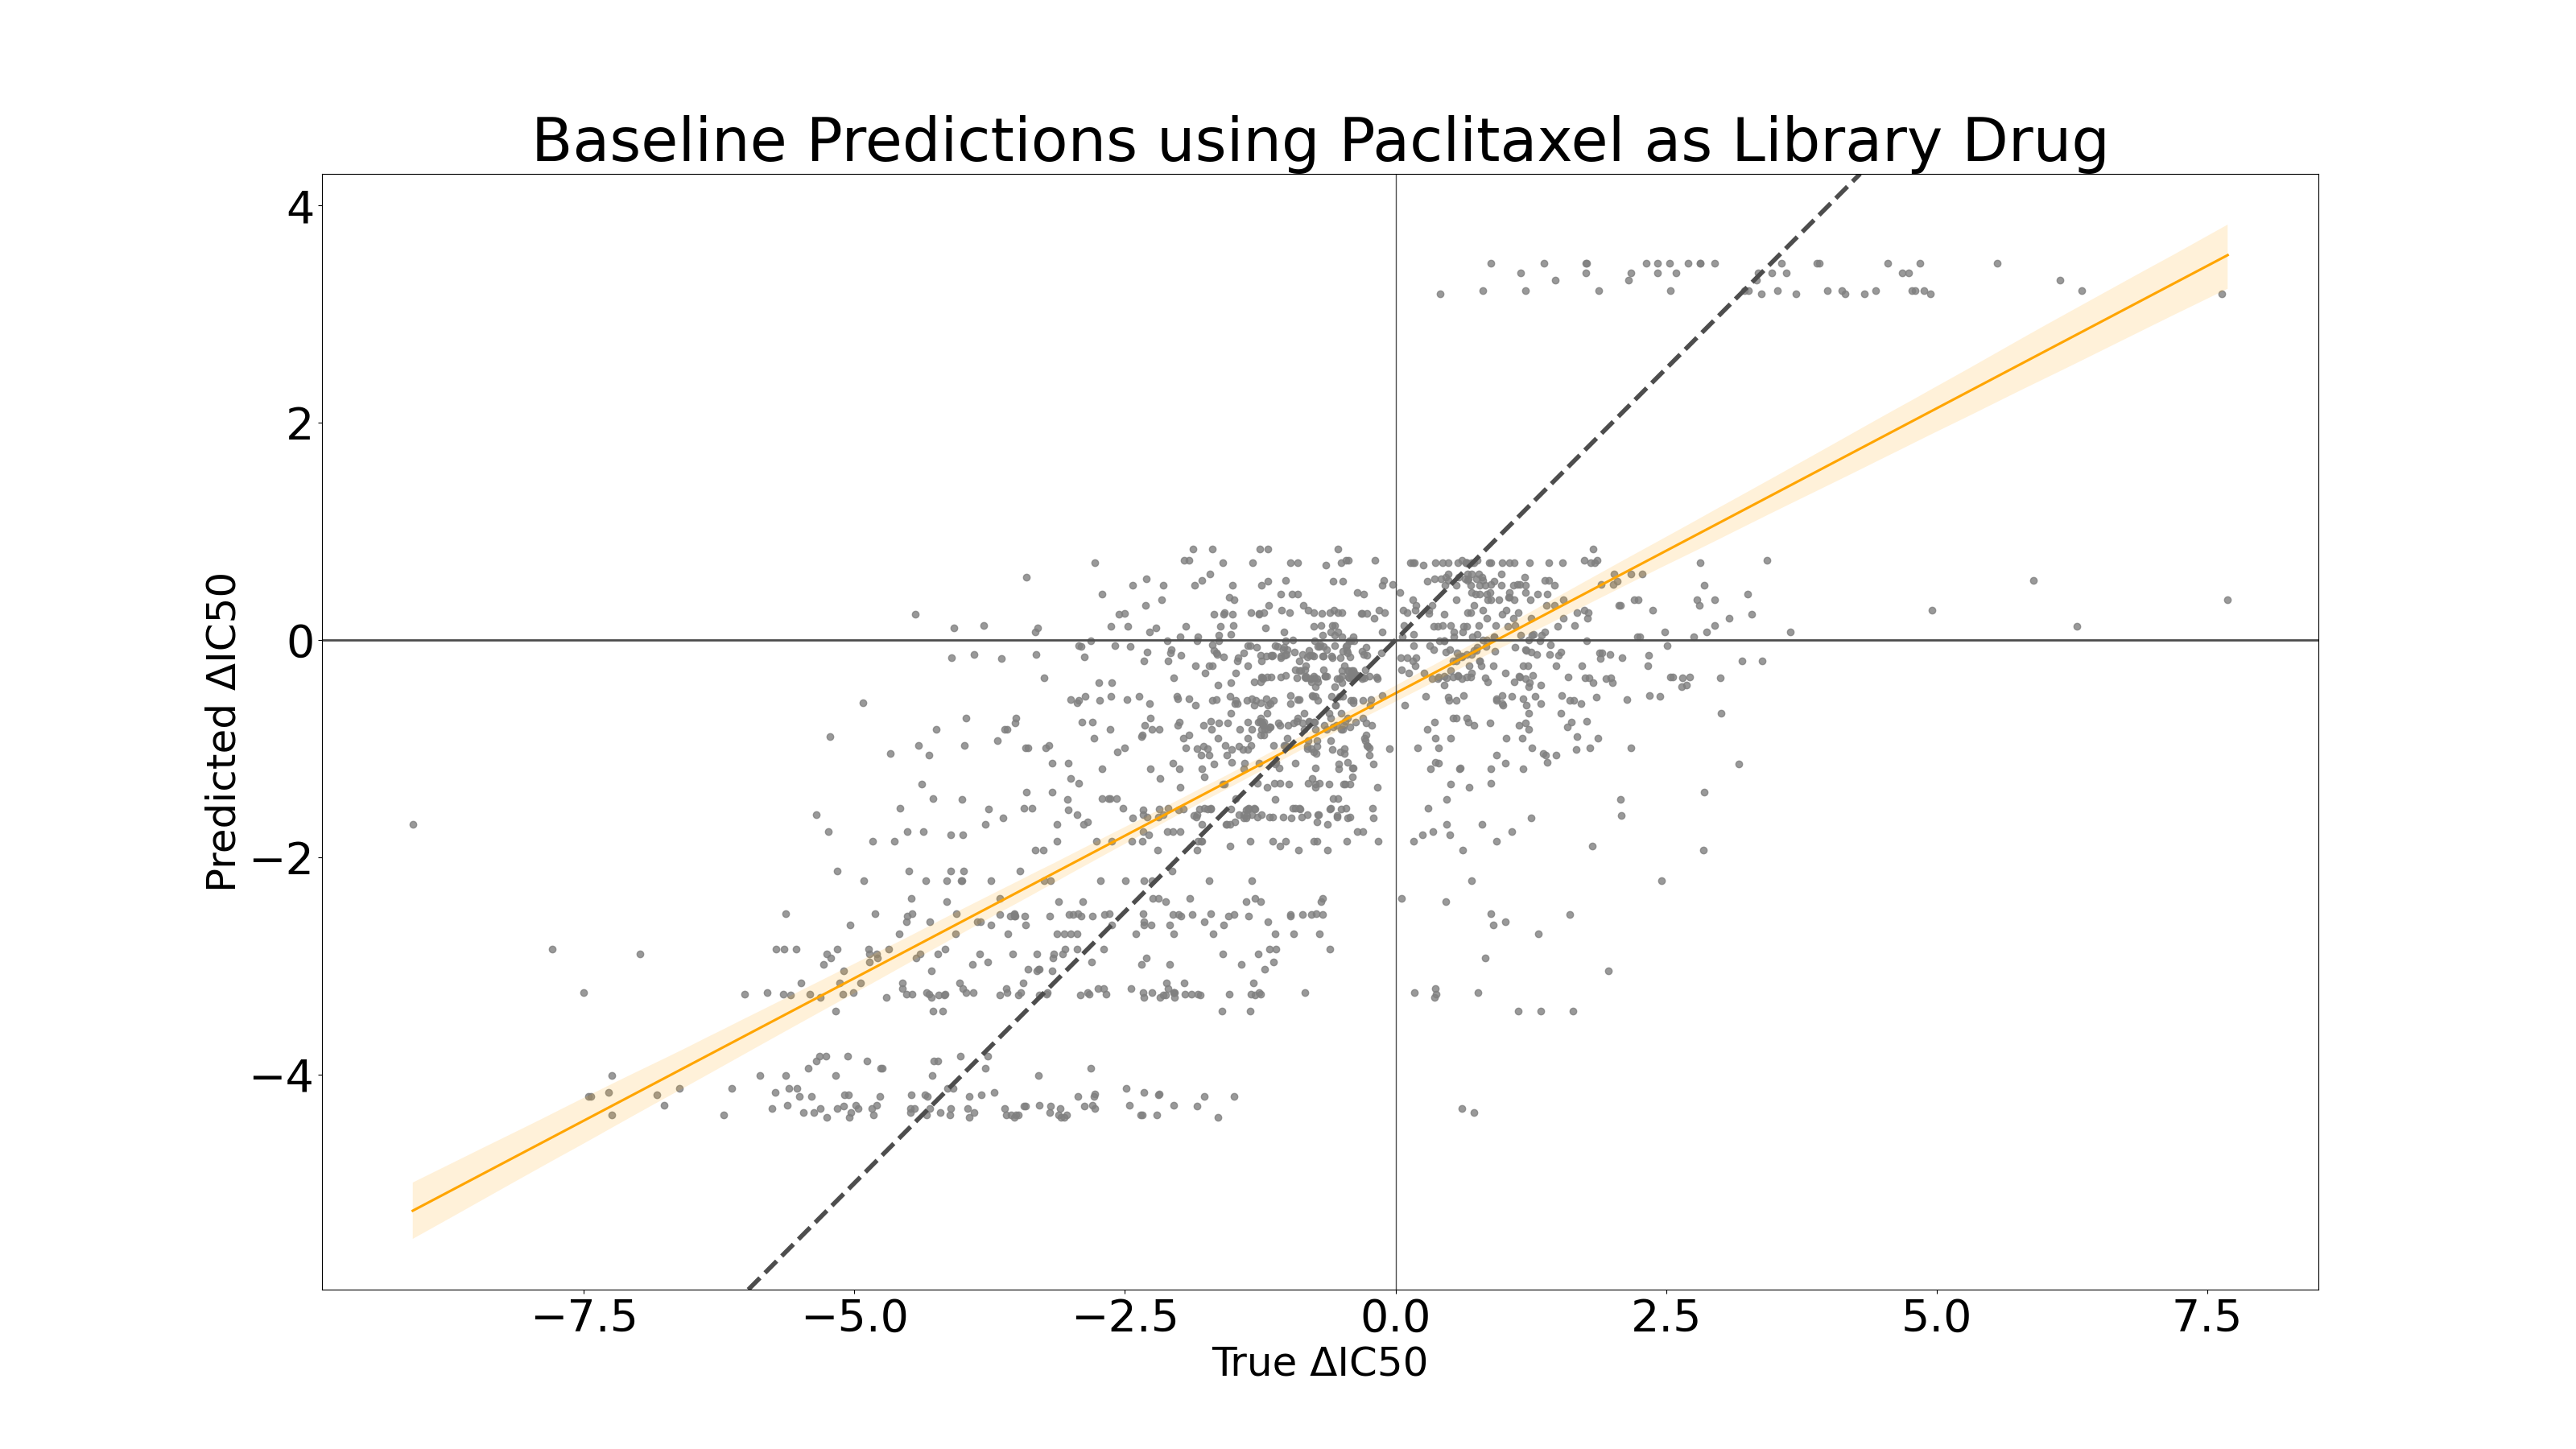 Baseline Predictions using Paclitaxel as Library Drug
4
2
0
−2
−4
Predicted ΔIC50
−7.5 −5.0 −2.5 0.0 2.5 5.0 7.5
True ΔIC50